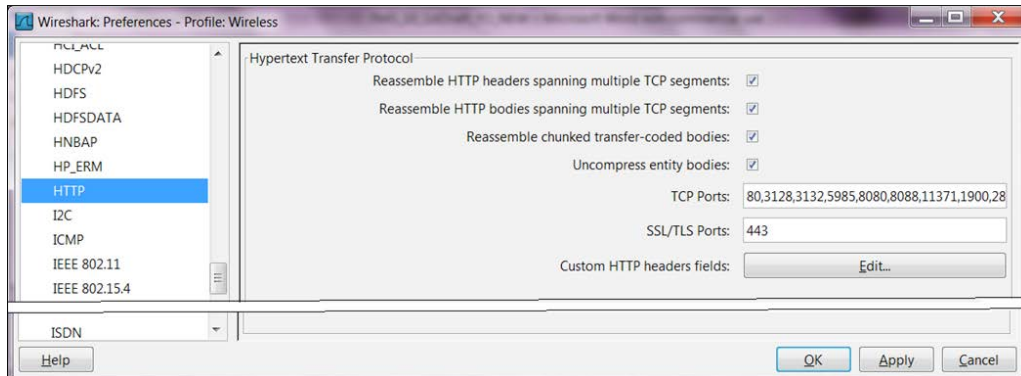 Wireshark: Preferences - Profile: Wireless
HCI_ACL
HDCPv2
HDFS
HDFSDATA
HNBAP
HP_ERM
HTTP
I2C
ICMP
IEEE 802.11
IEEE 802.15.4
ISDN
Hypertext Transfer Protocol
Reassemble HTTP headers spanning multiple TCP segments:
Reassemble HTTP bodies spanning multiple TCP segments:
Reassemble chunked transfer-coded bodies:
Uncompress entity bodies:
TCP Ports: 80,3128,3132,5985,8080,8088,11371,1900,28
SSL/TLS Ports: 443
Custom HTTP headers fields: Edit...
Help OK Apply Cancel